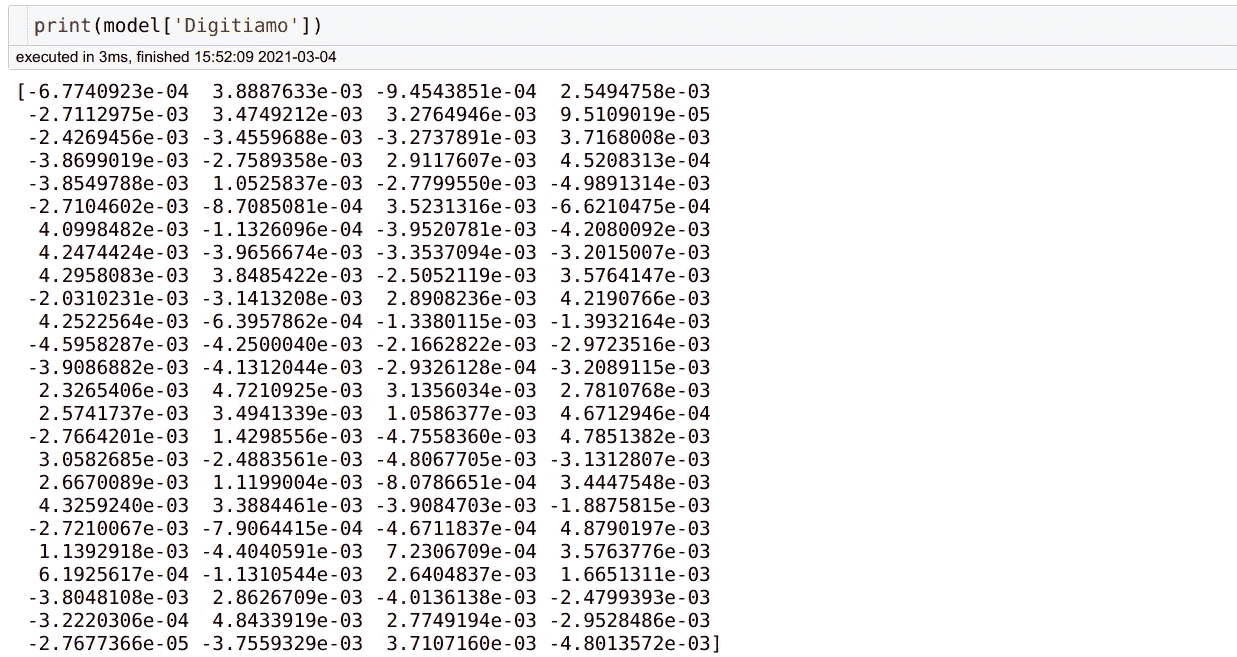 print(model['Digitiamo'])
executed in 3ms, finished 15:52:09 2021-03-04
[-6.7740923e-04 3.8887633e-03 -9.4543851e-04 2.5494758e-03
-2.7112975e-03 3.4749212e-03 3.2764946e-03 9.5109019e-05
-2.4269456e-03 -3.4559688e-03 -3.2737891e-03 3.7168008e-03
-3.8699019e-03 -2.7589358e-03 2.9117607e-03 4.5208313e-04
-3.8549788e-03 1.0525837e-03 -2.7799550e-03 -4.9891314e-03
-2.7104602e-03 -8.7085081e-04 3.5231316e-03 -6.6210475e-04
4.0998482e-03 -1.1326096e-04 -3.9520781e-03 -4.2080092e-03
4.2474424e-03 -3.9656674e-03 -3.3537094e-03 -3.2015007e-03
4.2958083e-03 3.8485422e-03 -2.5052119e-03 3.5764147e-03
-2.0310231e-03 -3.1413208e-03 2.8908236e-03 4.2190766e-03
4.2522564e-03 -6.3957862e-04 -1.3380115e-03 -1.3932164e-03
-4.5958287e-03 -4.2500040e-03 -2.1662822e-03 -2.9723516e-03
-3.9086882e-03 -4.1312044e-03 -2.9326128e-04 -3.2089115e-03
2.3265406e-03 4.7210925e-03 3.1356034e-03 2.7810768e-03
2.5741737e-03 3.4941339e-03 1.0586377e-03 4.6712946e-04
-2.7664201e-03 1.4298556e-03 -4.7558360e-03 4.7851382e-03
3.0582685e-03 -2.4883561e-03 -4.8067705e-03 -3.1312807e-03
2.6670089e-03 1.1199004e-03 -8.0786651e-04 3.4447548e-03
4.3259240e-03 3.3884461e-03 -3.9084703e-03 -1.8875815e-03
-2.7210067e-03 -7.9064415e-04 -4.6711837e-04 4.8790197e-03
1.1392918e-03 -4.4040591e-03 7.2306709e-04 3.5763776e-03
6.1925617e-04 -1.1310544e-03 2.6404837e-03 1.6651311e-03
-3.8048108e-03 2.8626709e-03 -4.0136138e-03 -2.4799393e-03
-3.2220306e-04 4.8433919e-03 2.7749194e-03 -2.9528486e-03
-2.7677366e-05 -3.7559329e-03 3.7107160e-03 -4.8013572e-03]